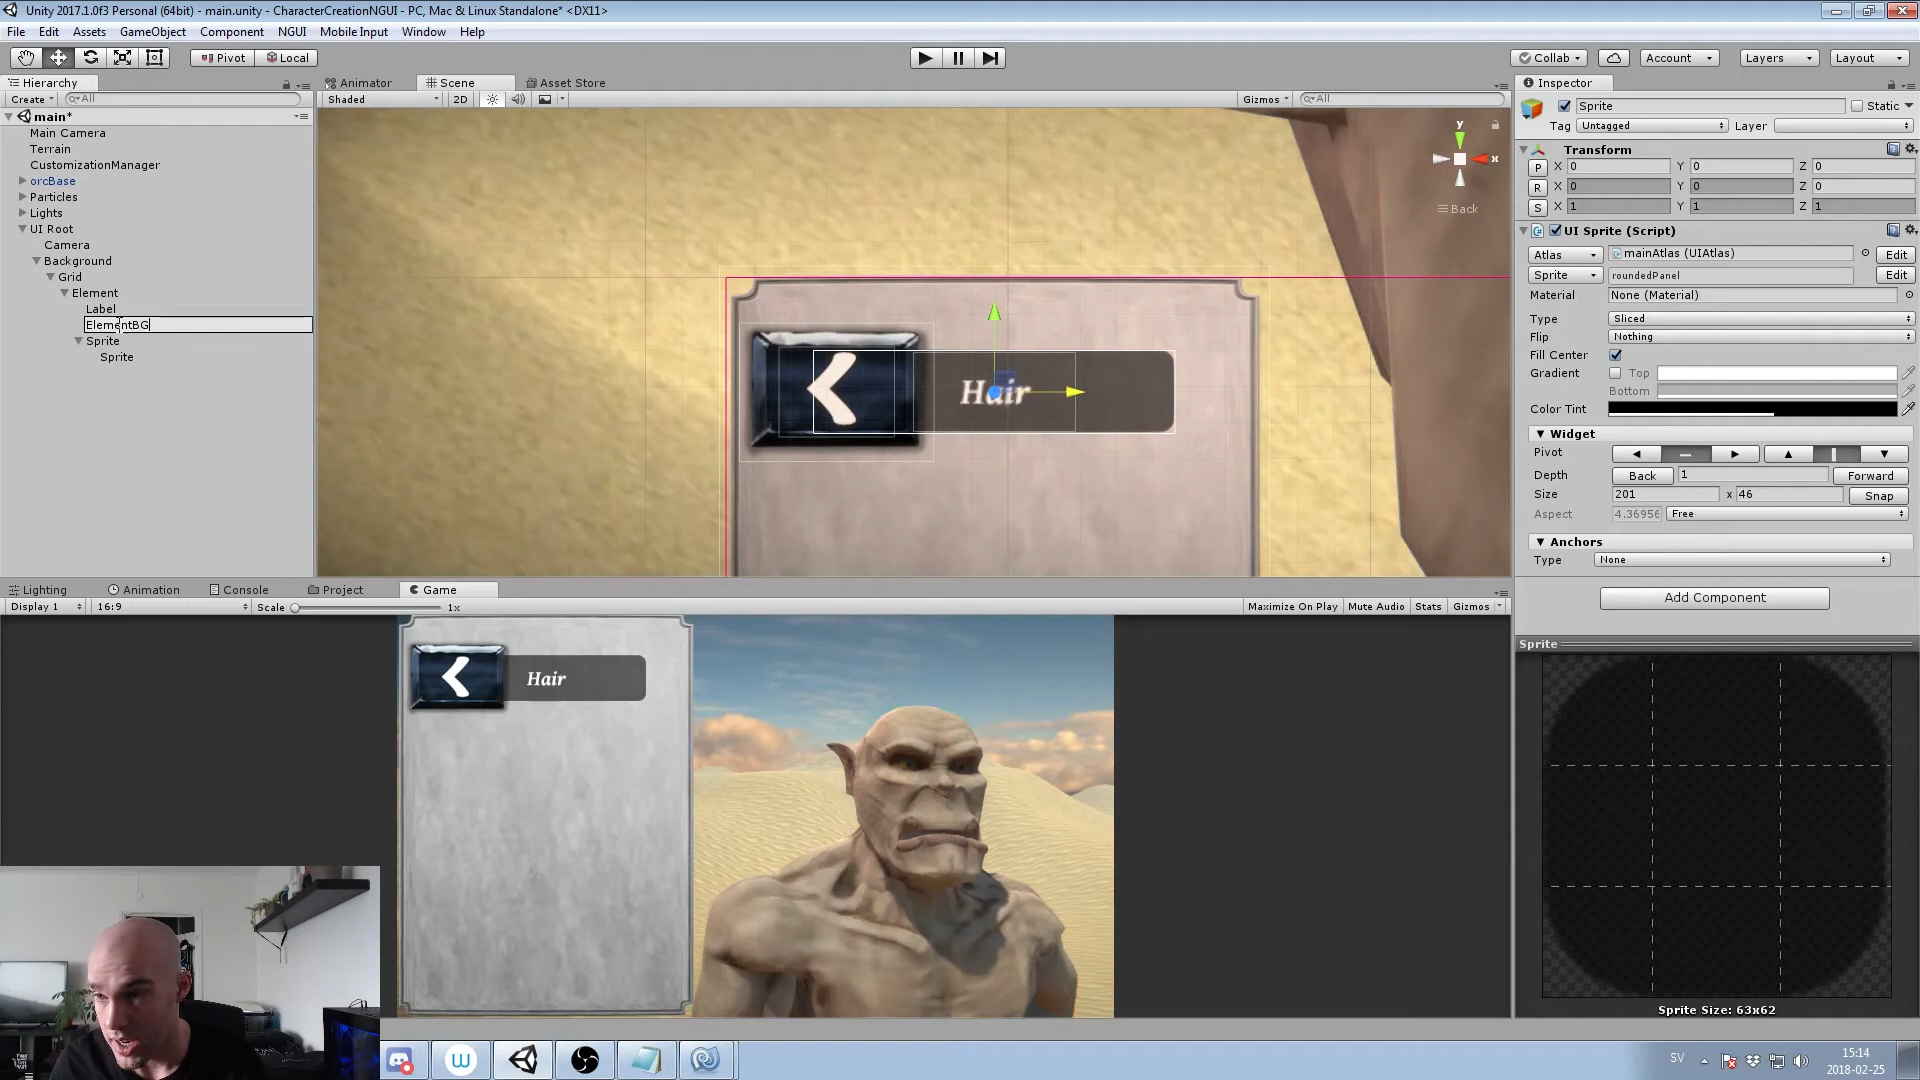 Unity 2017.1.0f3 Personal (64bit) - main.unity - CharacterCreationNGUI - PC, Mac & Linux Standalone* <DX11>
File Edit Assets GameObject Component NGUI Mobile Input Window Help
Pivot Local Collab Account Layers Layout
Hierarchy Animator Scene Asset Store Inspector
Create All Shaded 2D Gizmos All
main*
Main Camera
Terrain
CustomizationManager
orcBase
Particles
Lights
UI Root
Camera
Background
Grid
Element
Label
ElementBG
Sprite
Sprite
y
x
Back
Hair
Sprite Static
Tag Untagged Layer
Transform
P X 0 Y 0 Z 0
R X 0 Y 0 Z 0
S X 1 Y 1 Z 1
UI Sprite (Script)
Atlas mainAtlas (UIAtlas) Edit
Sprite roundedPanel Edit
Material None (Material)
Type Sliced
Flip Nothing
Fill Center
Gradient Top
Bottom
Color Tint
Widget
Pivot
Depth Back 1 Forward
Size 201 x 46 Snap
Aspect 4.36956 Free
Anchors
Type None
Add Component
Lighting Animation Console Project Game
Display 1 16:9 Scale 1x Maximize On Play Mute Audio Stats Gizmos
Hair
Sprite
Sprite Size: 63x62
SV
15:14
2018-02-25